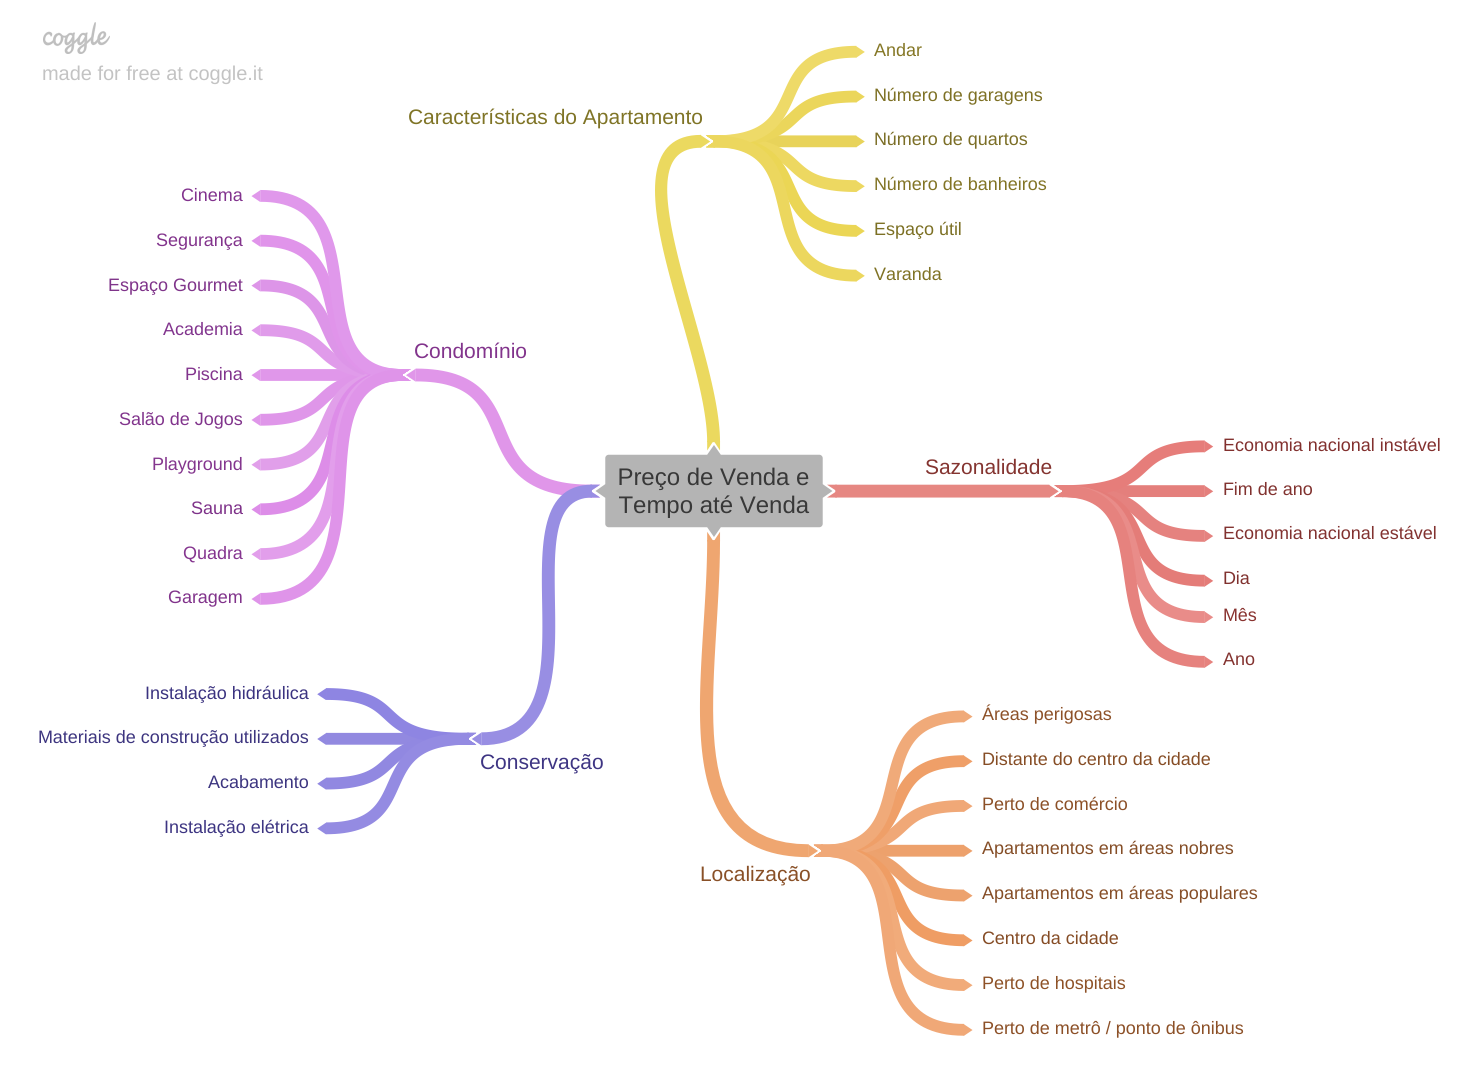 coggle
made for free at coggle.it
Características do Apartamento
Andar
Número de garagens
Número de quartos
Número de banheiros
Espaço útil
Varanda
Condomínio
Cinema
Segurança
Espaço Gourmet
Academia
Piscina
Salão de Jogos
Playground
Sauna
Quadra
Garagem
Preço de Venda e
Tempo até Venda
Sazonalidade
Economia nacional instável
Fim de ano
Economia nacional estável
Dia
Mês
Ano
Conservação
Instalação hidráulica
Materiais de construção utilizados
Acabamento
Instalação elétrica
Localização
Áreas perigosas
Distante do centro da cidade
Perto de comércio
Apartamentos em áreas nobres
Apartamentos em áreas populares
Centro da cidade
Perto de hospitais
Perto de metrô / ponto de ônibus